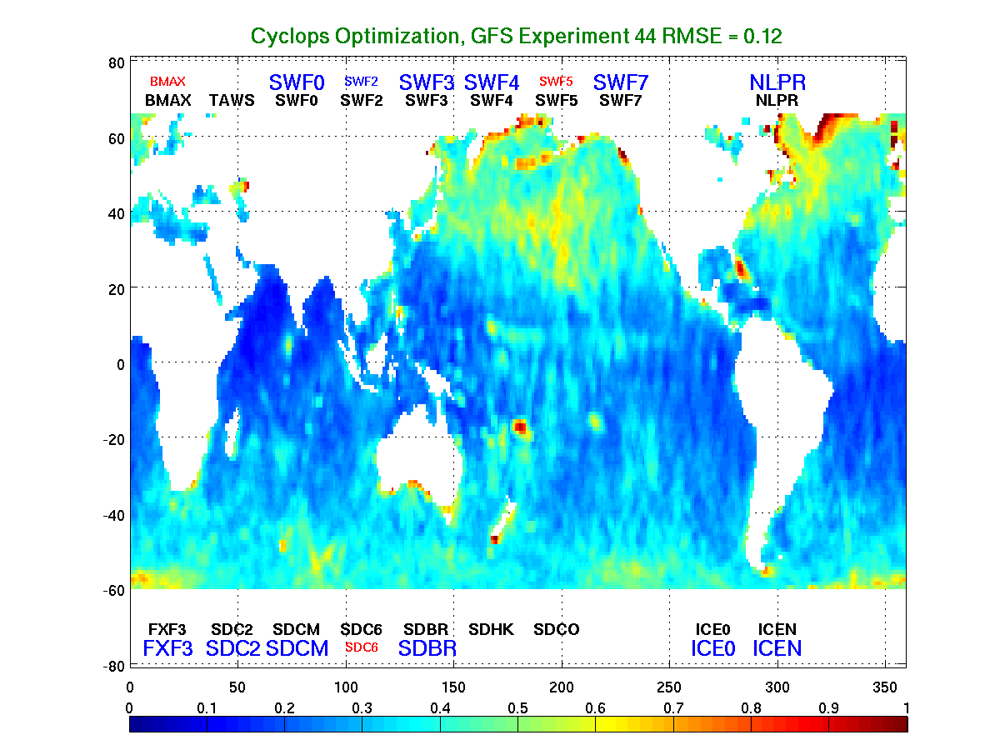 Cyclops Optimization, GFS Experiment 44 RMSE = 0.12
80
BMAX SWF0 SWF2 SWF3 SWF4 SWF5 SWF7 NLPR
BMAX TAWS SWF0 SWF2 SWF3 SWF4 SWF5 SWF7 NLPR
60
40
20
0
-20
-40
-60
FXF3 SDC2 SDCM SDC6 SDBR SDHK SDCO ICE0 ICEN
FXF3 SDC2 SDCM SDC6 SDBR ICE0 ICEN
-80
0 50 100 150 200 250 300 350
0 0.1 0.2 0.3 0.4 0.5 0.6 0.7 0.8 0.9 1